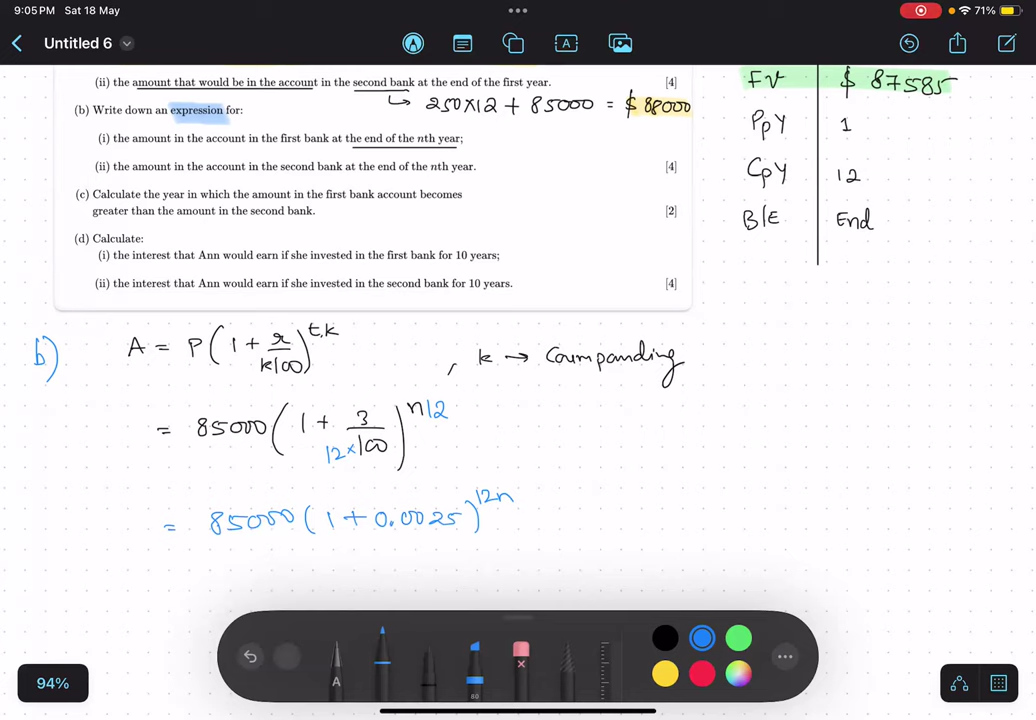 9:05 PM Sat 18 May
71%
Untitled 6
(ii) the amount that would be in the account in the second bank at the end of the first year. [4]
↳ 250×12 + 85000 = $88000
(b) Write down an expression for:
(i) the amount in the account in the first bank at the end of the nth year;
(ii) the amount in the account in the second bank at the end of the nth year. [4]
(c) Calculate the year in which the amount in the first bank account becomes
greater than the amount in the second bank. [2]
(d) Calculate:
(i) the interest that Ann would earn if she invested in the first bank for 10 years;
(ii) the interest that Ann would earn if she invested in the second bank for 10 years. [4]
FV $ 87585
PpY 1
CpY 12
B/E End
b) A = P(1 + r/k100)^t.k , k → Coumpanding
= 85000(1 + 3/12×100)^n12
= 85000(1 + 0.0025)^12n
A
80
94%